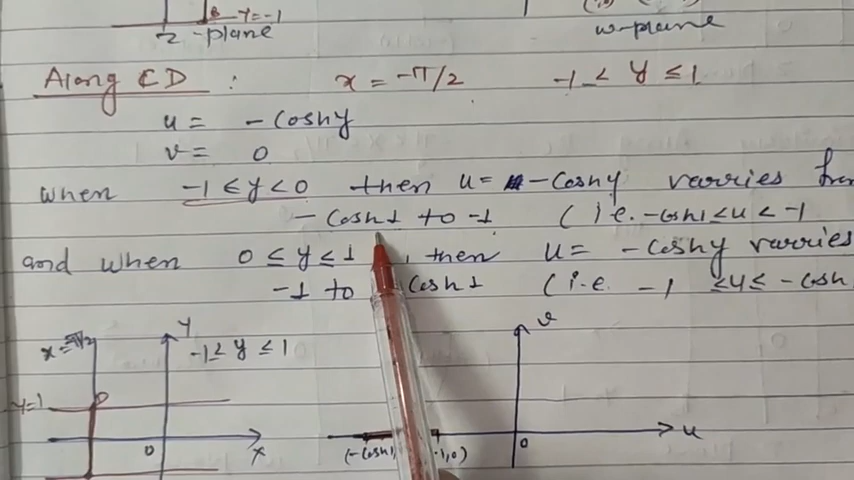 B y=-1
z-plane
w-plane
Along CD : x = -π/2 -1 ≤ y ≤ 1
u = - coshy
v = 0
when -1 < y < 0 then u = - coshy varries
- cosh1 to -1 (i.e. -cosh1 < u < -1
and when 0 ≤ y ≤ 1, then u = - coshy varries
-1 to cosh1 (i.e. -1 ≤ u ≤ -cosh
x = -π/2 y -1 ≤ y ≤ 1 v
y=1 D
0 x 0 u
(-cosh1, -1,0)